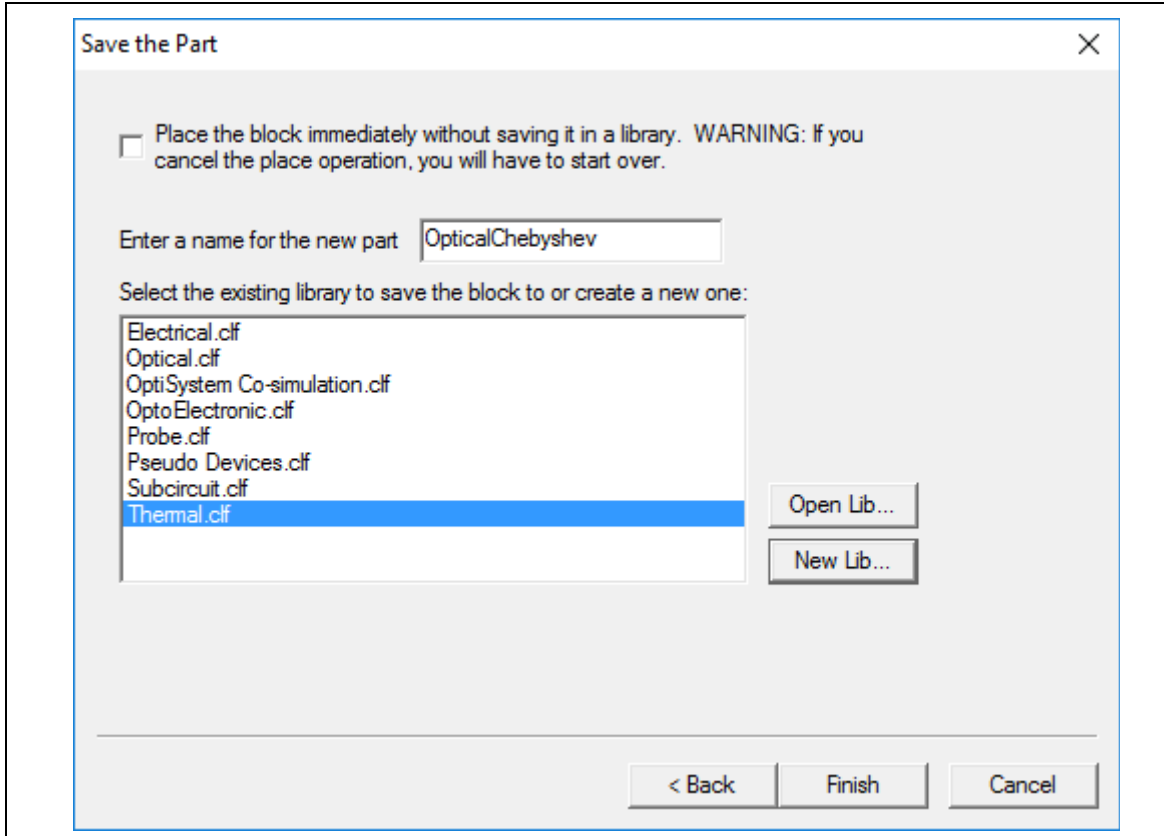 Save the Part
Place the block immediately without saving it in a library.  WARNING: If you
cancel the place operation, you will have to start over.
Enter a name for the new part OpticalChebyshev
Select the existing library to save the block to or create a new one:
Electrical.clf
Optical.clf
OptiSystem Co-simulation.clf
OptoElectronic.clf
Probe.clf
Pseudo Devices.clf
Subcircuit.clf
Thermal.clf
Open Lib...
New Lib...
< Back Finish Cancel